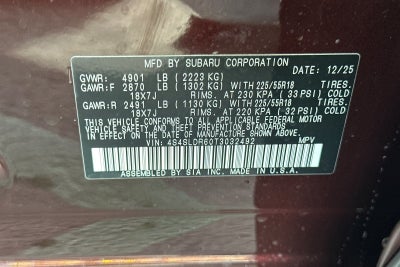 MFD BY SUBARU CORPORATION
DATE: 12/25
GVWR: 4901 LB (2223 KG)
GAWR:F 2870 LB (1302 KG) WITH 225/55R18 TIRES.
18X7J RIMS. AT 230 KPA (33 PSI) COLD
GAWR:R 2491 LB (1130 KG) WITH 225/55R18 TIRES.
18X7J RIMS. AT 220 KPA (32 PSI) COLD
THIS VEHICLE CONFORMS TO ALL APPLICABLE FEDERAL MOTOR
VEHICLE SAFETY AND THEFT PREVENTION STANDARDS
IN EFFECT ON THE DATE OF MANUFACTURE SHOWN ABOVE.
VIN: 4S4SLDR60T3032492 MPV
ASSEMBLED BY SIA INC. MADE IN U.S.A.